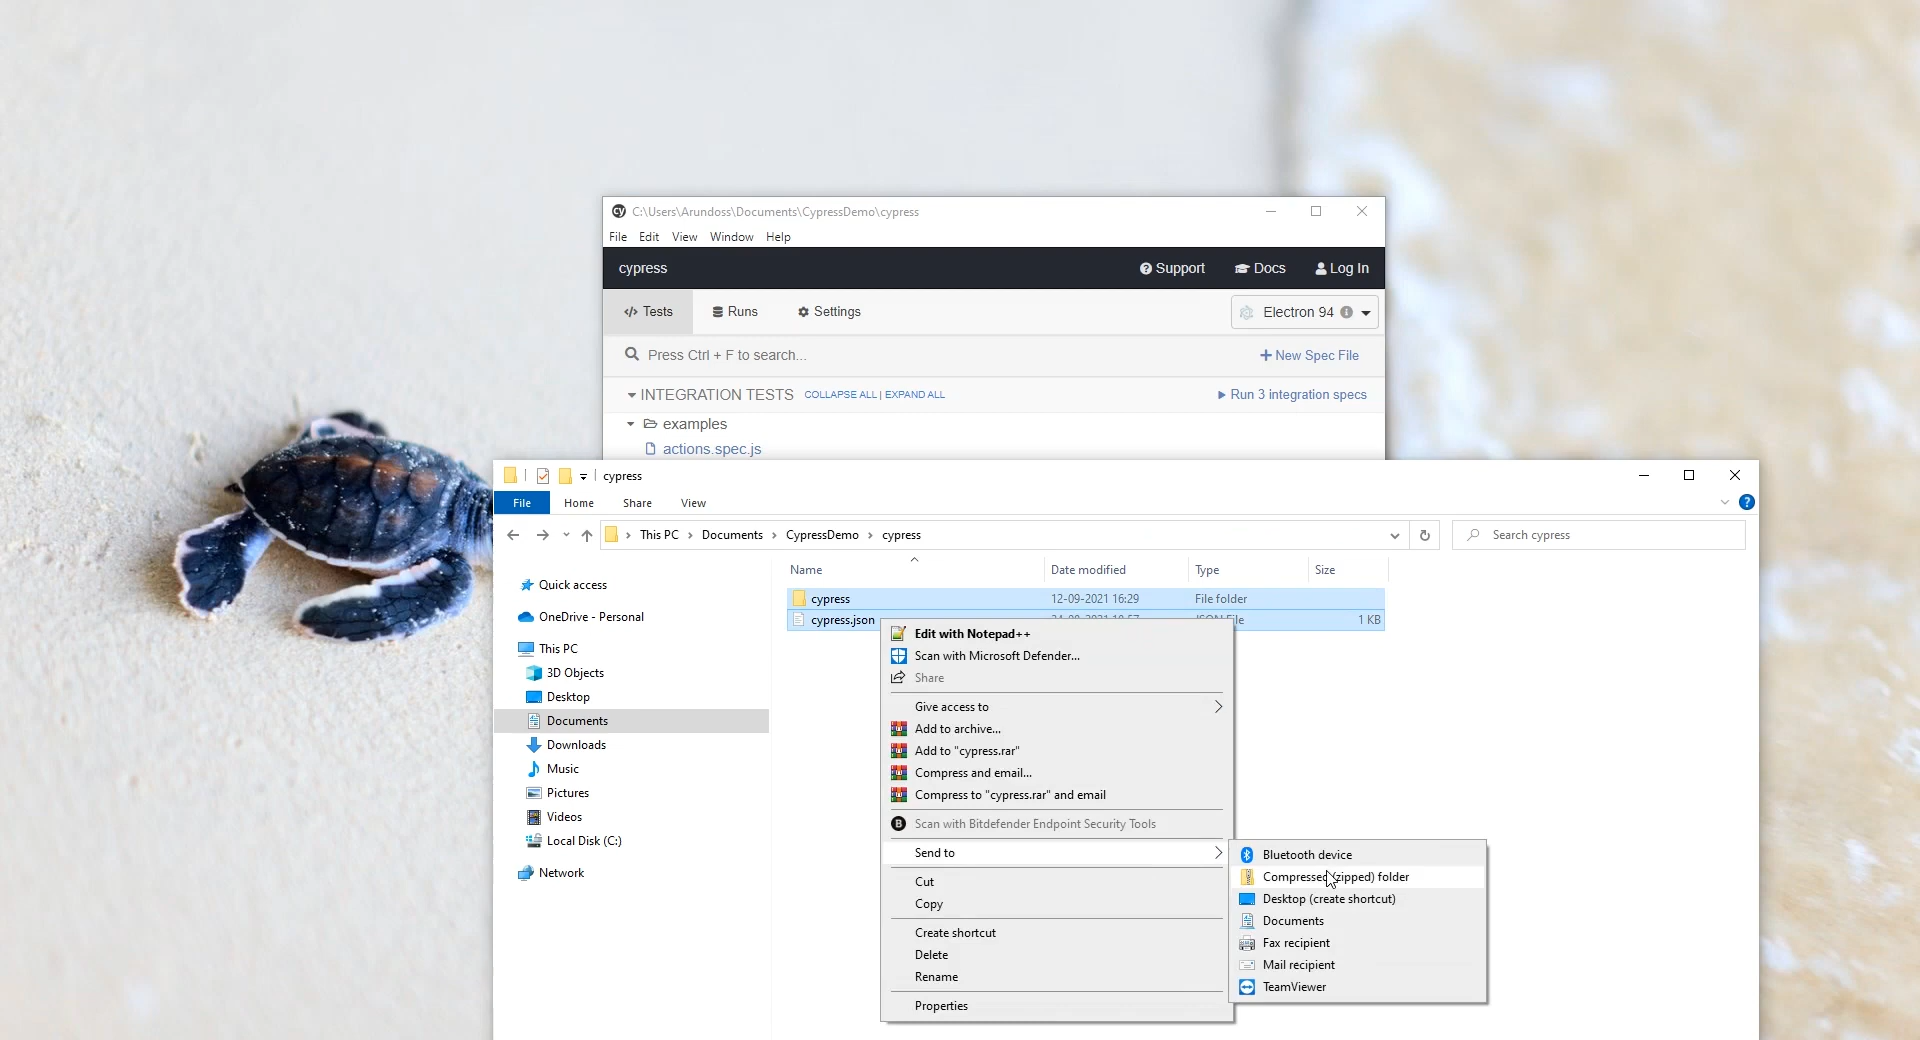 C:\Users\Arundoss\Documents\CypressDemo\cypress
File Edit View Window Help
cypress Support Docs Log In
Tests Runs Settings Electron 94
Press Ctrl + F to search... New Spec File
INTEGRATION TESTS COLLAPSE ALL | EXPAND ALL Run 3 integration specs
examples
actions.spec.js
cypress
File Home Share View
This PC > Documents > CypressDemo > cypress Search cypress
Name Date modified Type Size
Quick access
OneDrive - Personal
This PC
3D Objects
Desktop
Documents
Downloads
Music
Pictures
Videos
Local Disk (C:)
Network
cypress 12-09-2021 16:29 File folder
cypress.json 1 KB
Edit with Notepad++
Scan with Microsoft Defender...
Share
Give access to
Add to archive...
Add to "cypress.rar"
Compress and email...
Compress to "cypress.rar" and email
Scan with Bitdefender Endpoint Security Tools
Send to
Cut
Copy
Create shortcut
Delete
Rename
Properties
Bluetooth device
Compressed (zipped) folder
Desktop (create shortcut)
Documents
Fax recipient
Mail recipient
TeamViewer